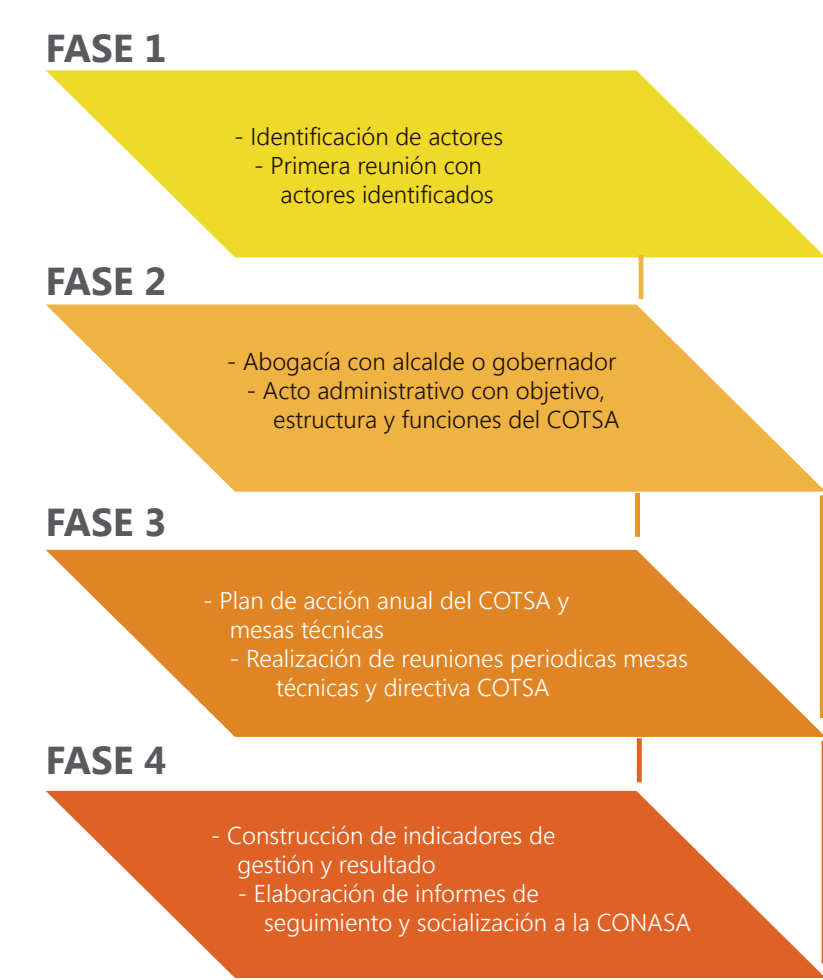 FASE 1
- Identificación de actores
- Primera reunión con
actores identificados
FASE 2
- Abogacía con alcalde o gobernador
- Acto administrativo con objetivo,
estructura y funciones del COTSA
FASE 3
- Plan de acción anual del COTSA y
mesas técnicas
- Realización de reuniones periodicas mesas
técnicas y directiva COTSA
FASE 4
- Construcción de indicadores de
gestión y resultado
- Elaboración de informes de
seguimiento y socialización a la CONASA